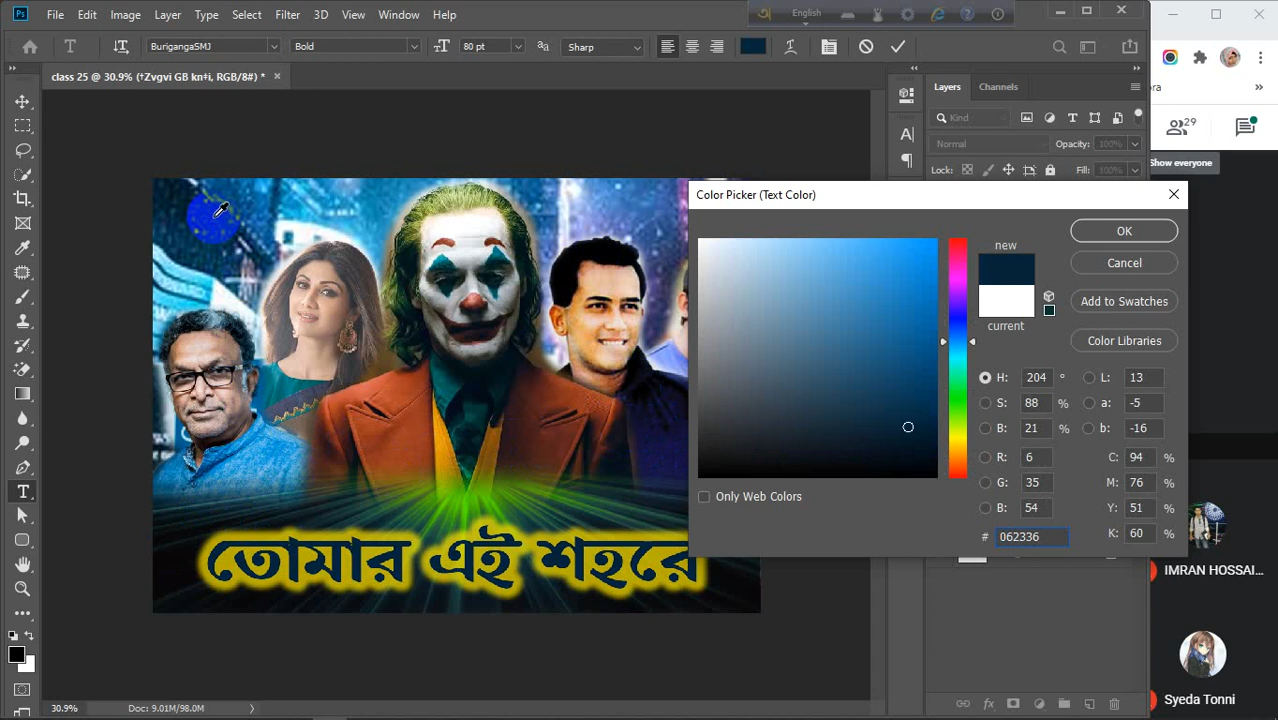 Ps File Edit Image Layer Type Select Filter 3D View Window Help
English
T BurigangaSMJ Bold 80 pt Sharp
class 25 @ 30.9% (†Zvgvi GB kn‡i, RGB/8#) * ×
Layers Channels
ora
29
Kind
Normal Opacity: 100%
Show everyone
Lock: Fill: 100%
Color Picker (Text Color)
new
OK
Cancel
Add to Swatches
current
Color Libraries
H: 204 ° L: 13
S: 88 % a: -5
B: 21 % b: -16
R: 6 C: 94 %
G: 35 M: 76 %
B: 54 Y: 51 %
# 062336 K: 60 %
Only Web Colors
তোমার এই শহরে
IMRAN HOSSAI...
Syeda Tonni
30.9% Doc: 9.01M/98.0M